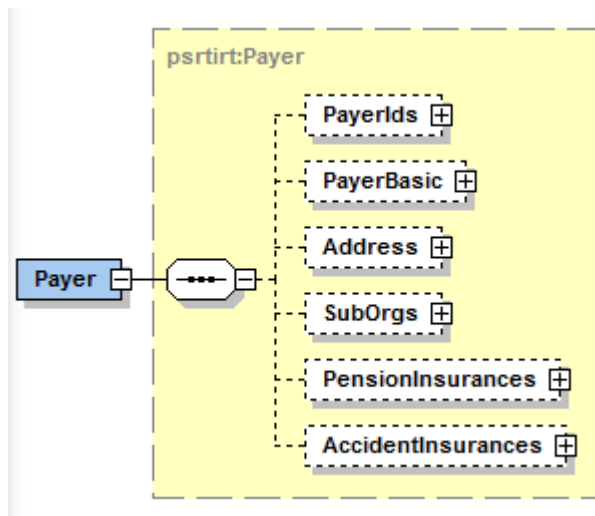 psrtirt:Payer
PayerIds
PayerBasic
Address
Payer
SubOrgs
PensionInsurances
AccidentInsurances